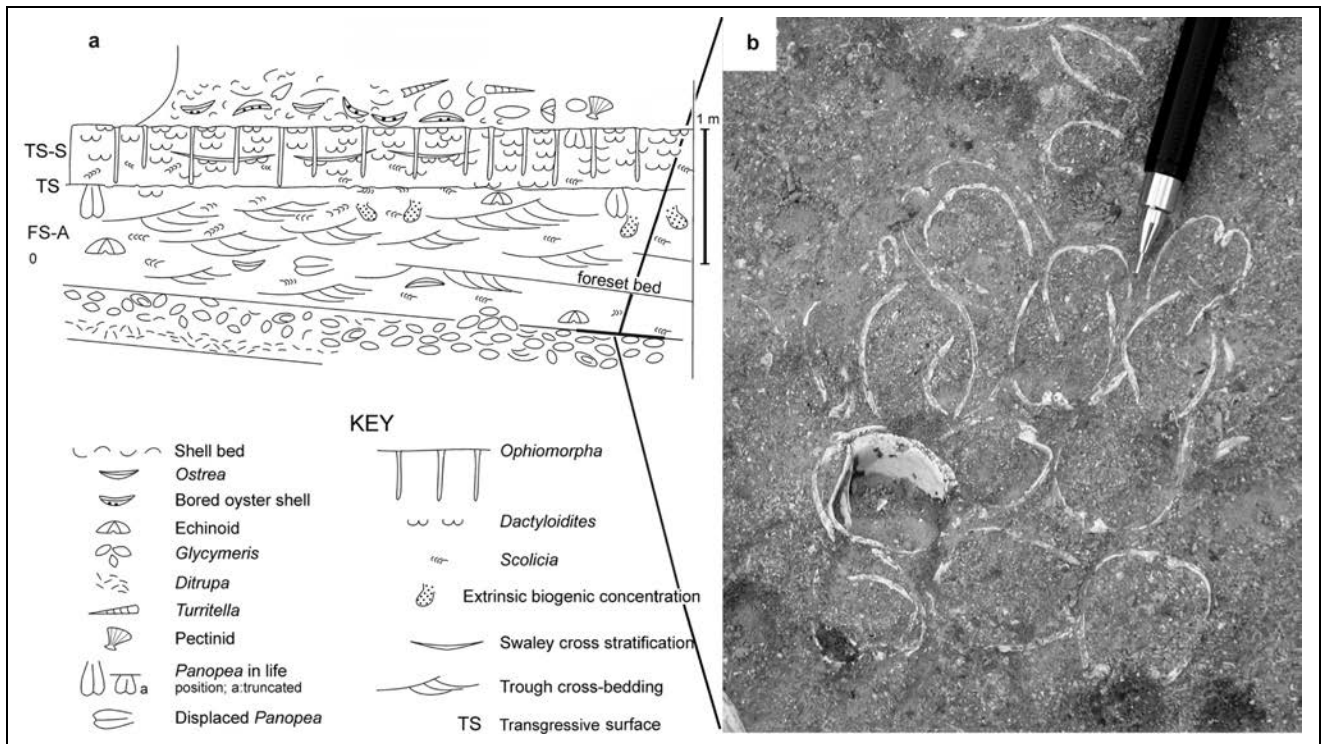 a
b
1 m
TS-S
TS
FS-A
0
foreset bed
KEY
Shell bed
Ostrea
Bored oyster shell
Echinoid
Glycymeris
Ditrupa
Turritella
Pectinid
Panopea in life
position; a:truncated
a
Displaced Panopea
Ophiomorpha
Dactyloidites
Scolicia
Extrinsic biogenic concentration
Swaley cross stratification
Trough cross-bedding
TS Transgressive surface